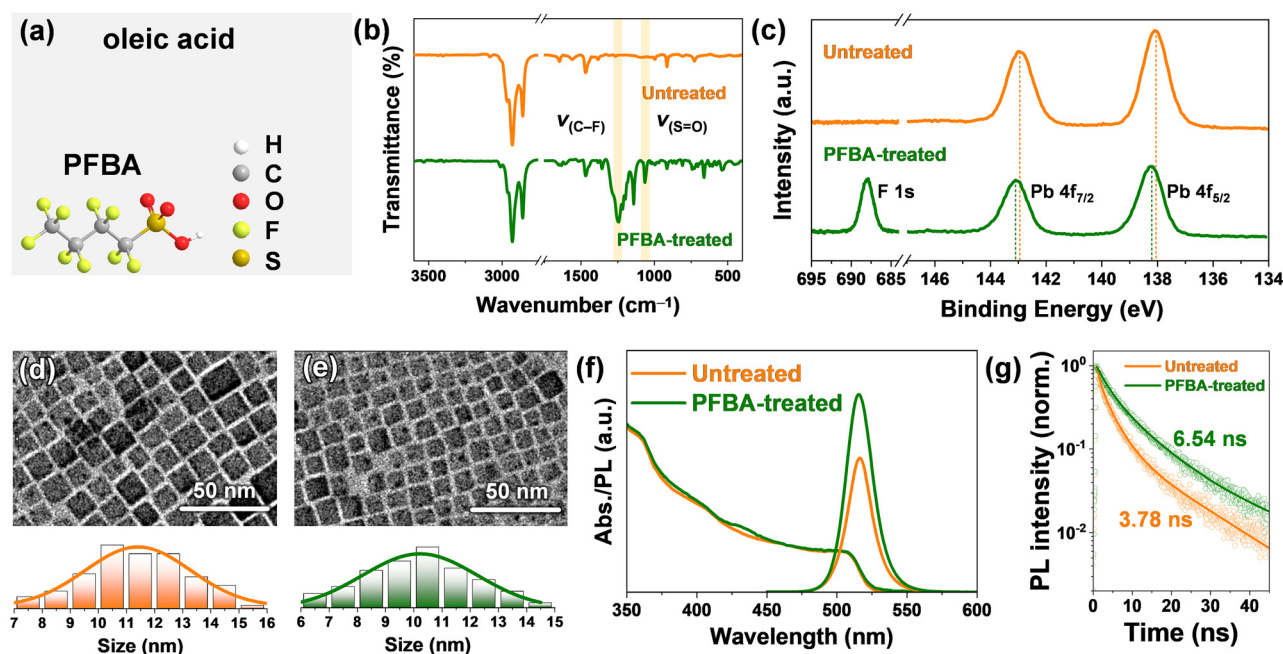 (a)
oleic acid
PFBA
H
C
O
F
S
(b)
Transmittance (%)
Untreated
ν(C–F)
ν(S=O)
PFBA-treated
3500
3000
1500
1000
500
Wavenumber (cm⁻¹)
(c)
Intensity (a.u.)
Untreated
PFBA-treated
F 1s
Pb 4f7/2
Pb 4f5/2
695
690
685
146
144
142
140
138
136
134
Binding Energy (eV)
(d)
50 nm
6
7
8
9
10
11
12
13
14
15
16
Size (nm)
(e)
50 nm
6
7
8
9
10
11
12
13
14
15
Size (nm)
(f)
Untreated
PFBA-treated
Abs./PL (a.u.)
350
400
450
500
550
600
Wavelength (nm)
(g)
Untreated
PFBA-treated
PL intensity (norm.)
10⁰
10⁻¹
10⁻²
6.54 ns
3.78 ns
0
10
20
30
40
Time (ns)